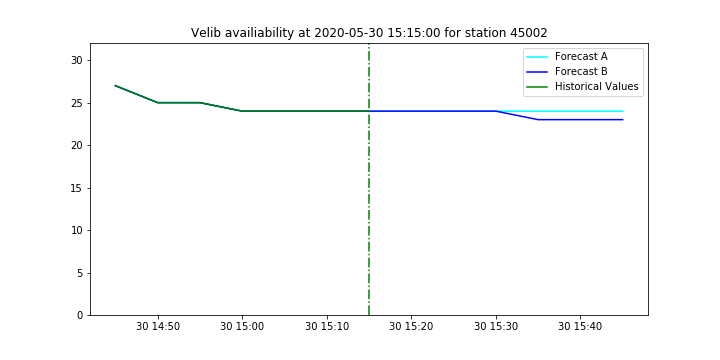 Velib availiability at 2020-05-30 15:15:00 for station 45002
Forecast A
Forecast B
Historical Values
30
25
20
15
10
5
0
30 14:50 30 15:00 30 15:10 30 15:20 30 15:30 30 15:40